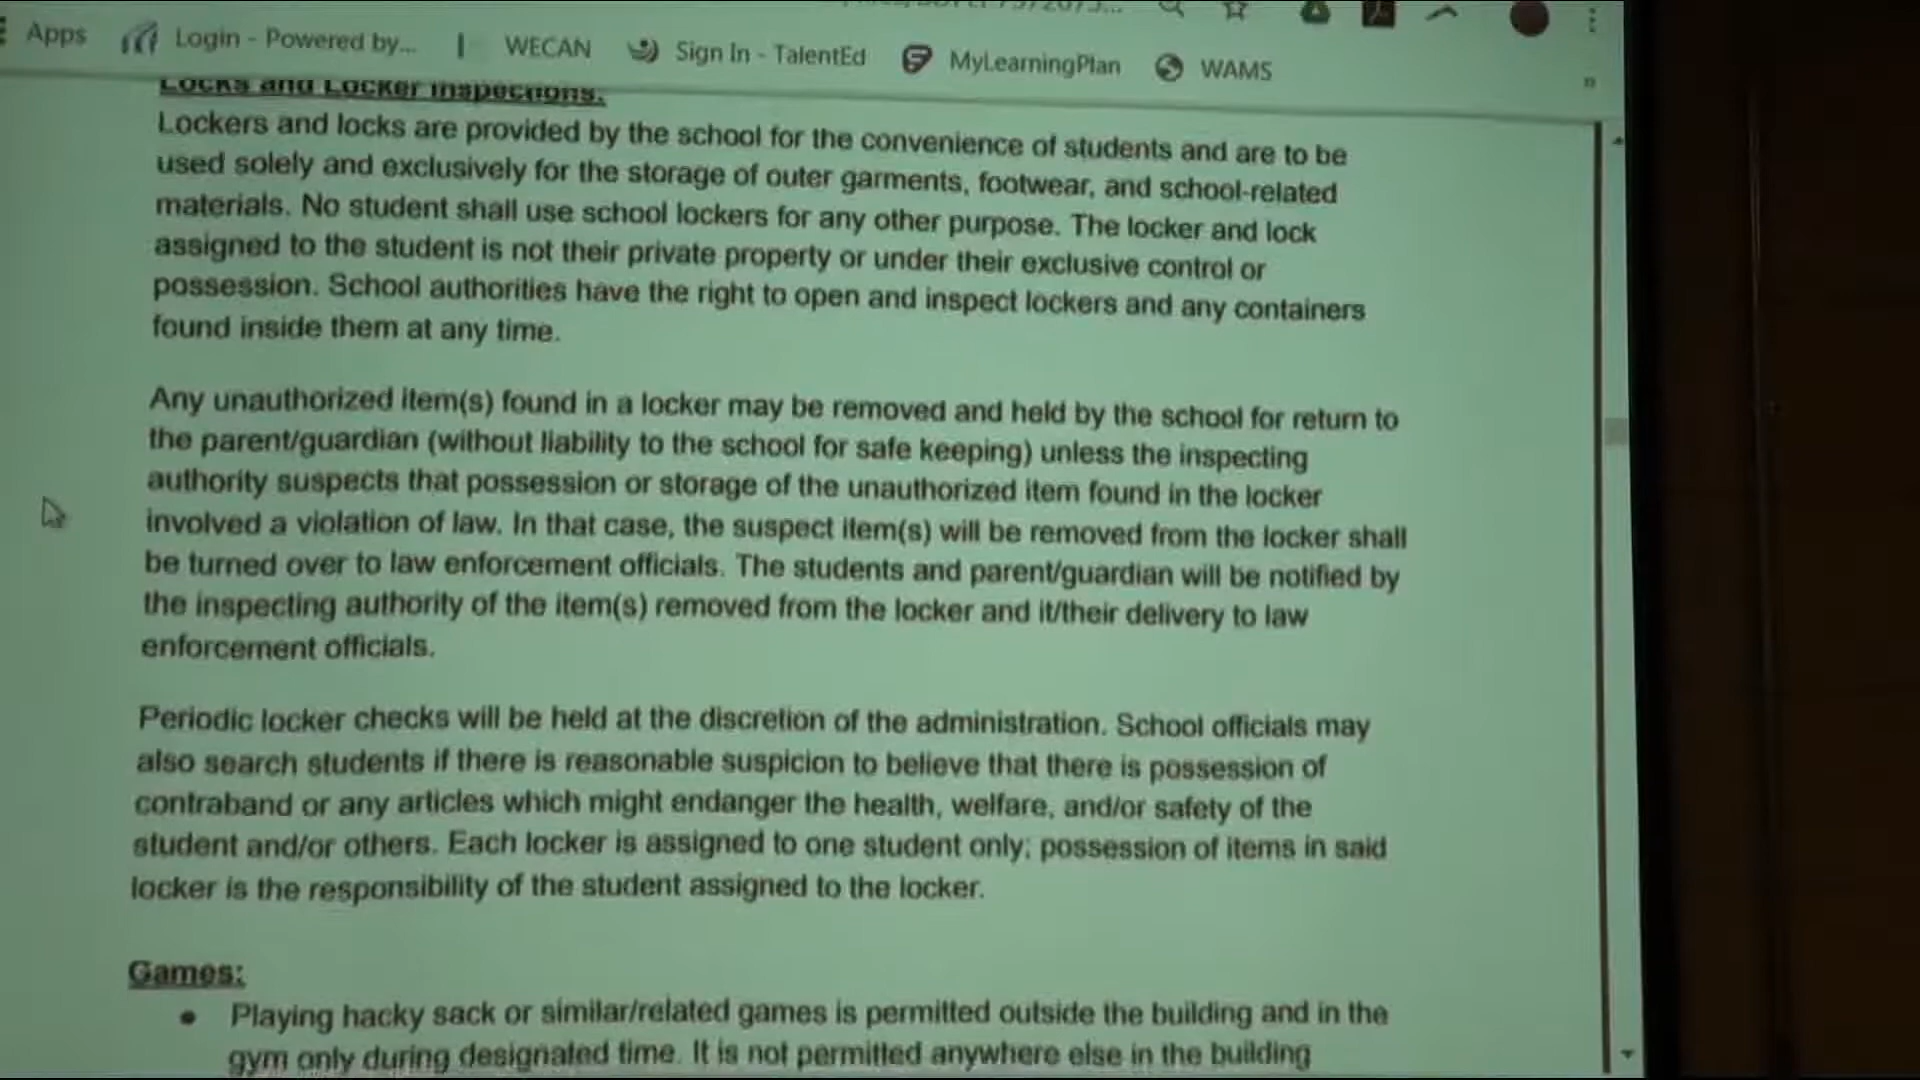 Apps Login - Powered by... WECAN Sign In - TalentEd MyLearningPlan WAMS »
Locks and Locker Inspections:
Lockers and locks are provided by the school for the convenience of students and are to be
used solely and exclusively for the storage of outer garments, footwear, and school-related
materials. No student shall use school lockers for any other purpose. The locker and lock
assigned to the student is not their private property or under their exclusive control or
possession. School authorities have the right to open and inspect lockers and any containers
found inside them at any time.
Any unauthorized item(s) found in a locker may be removed and held by the school for return to
the parent/guardian (without liability to the school for safe keeping) unless the inspecting
authority suspects that possession or storage of the unauthorized item found in the locker
involved a violation of law. In that case, the suspect item(s) will be removed from the locker shall
be turned over to law enforcement officials. The students and parent/guardian will be notified by
the inspecting authority of the item(s) removed from the locker and it/their delivery to law
enforcement officials.
Periodic locker checks will be held at the discretion of the administration. School officials may
also search students if there is reasonable suspicion to believe that there is possession of
contraband or any articles which might endanger the health, welfare, and/or safety of the
student and/or others. Each locker is assigned to one student only; possession of items in said
locker is the responsibility of the student assigned to the locker.
Games:
• Playing hacky sack or similar/related games is permitted outside the building and in the
gym only during designated time. It is not permitted anywhere else in the building